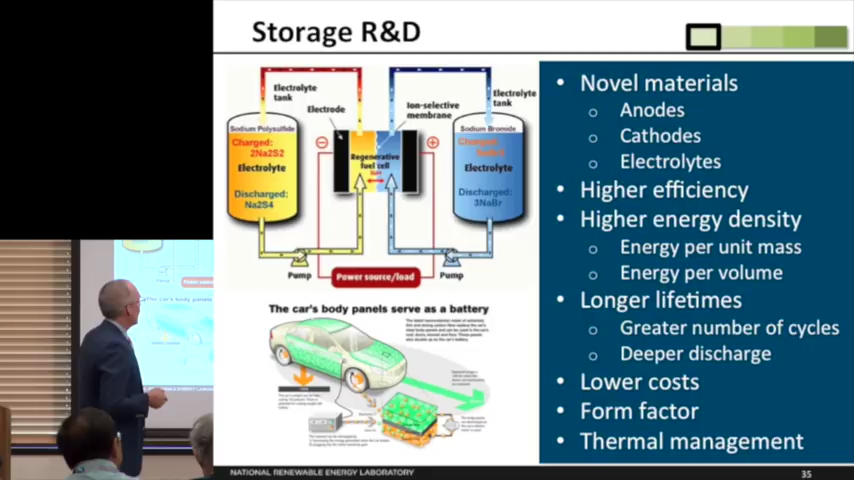 Storage R&D
Electrolyte
tank
Electrode
Ion-selective
membrane
Electrolyte
tank
Sodium Polysulfide
Charged:
2Na2S2
Electrolyte
Discharged:
Na2S4
Regenerative
fuel cell
Sodium Bromide
Electrolyte
Discharged:
3NaBr
Pump
Power source/load
Pump
The car's body panels serve as a battery
• Novel materials
o Anodes
o Cathodes
o Electrolytes
• Higher efficiency
• Higher energy density
o Energy per unit mass
o Energy per volume
• Longer lifetimes
o Greater number of cycles
o Deeper discharge
• Lower costs
• Form factor
• Thermal management
NATIONAL RENEWABLE ENERGY LABORATORY
35